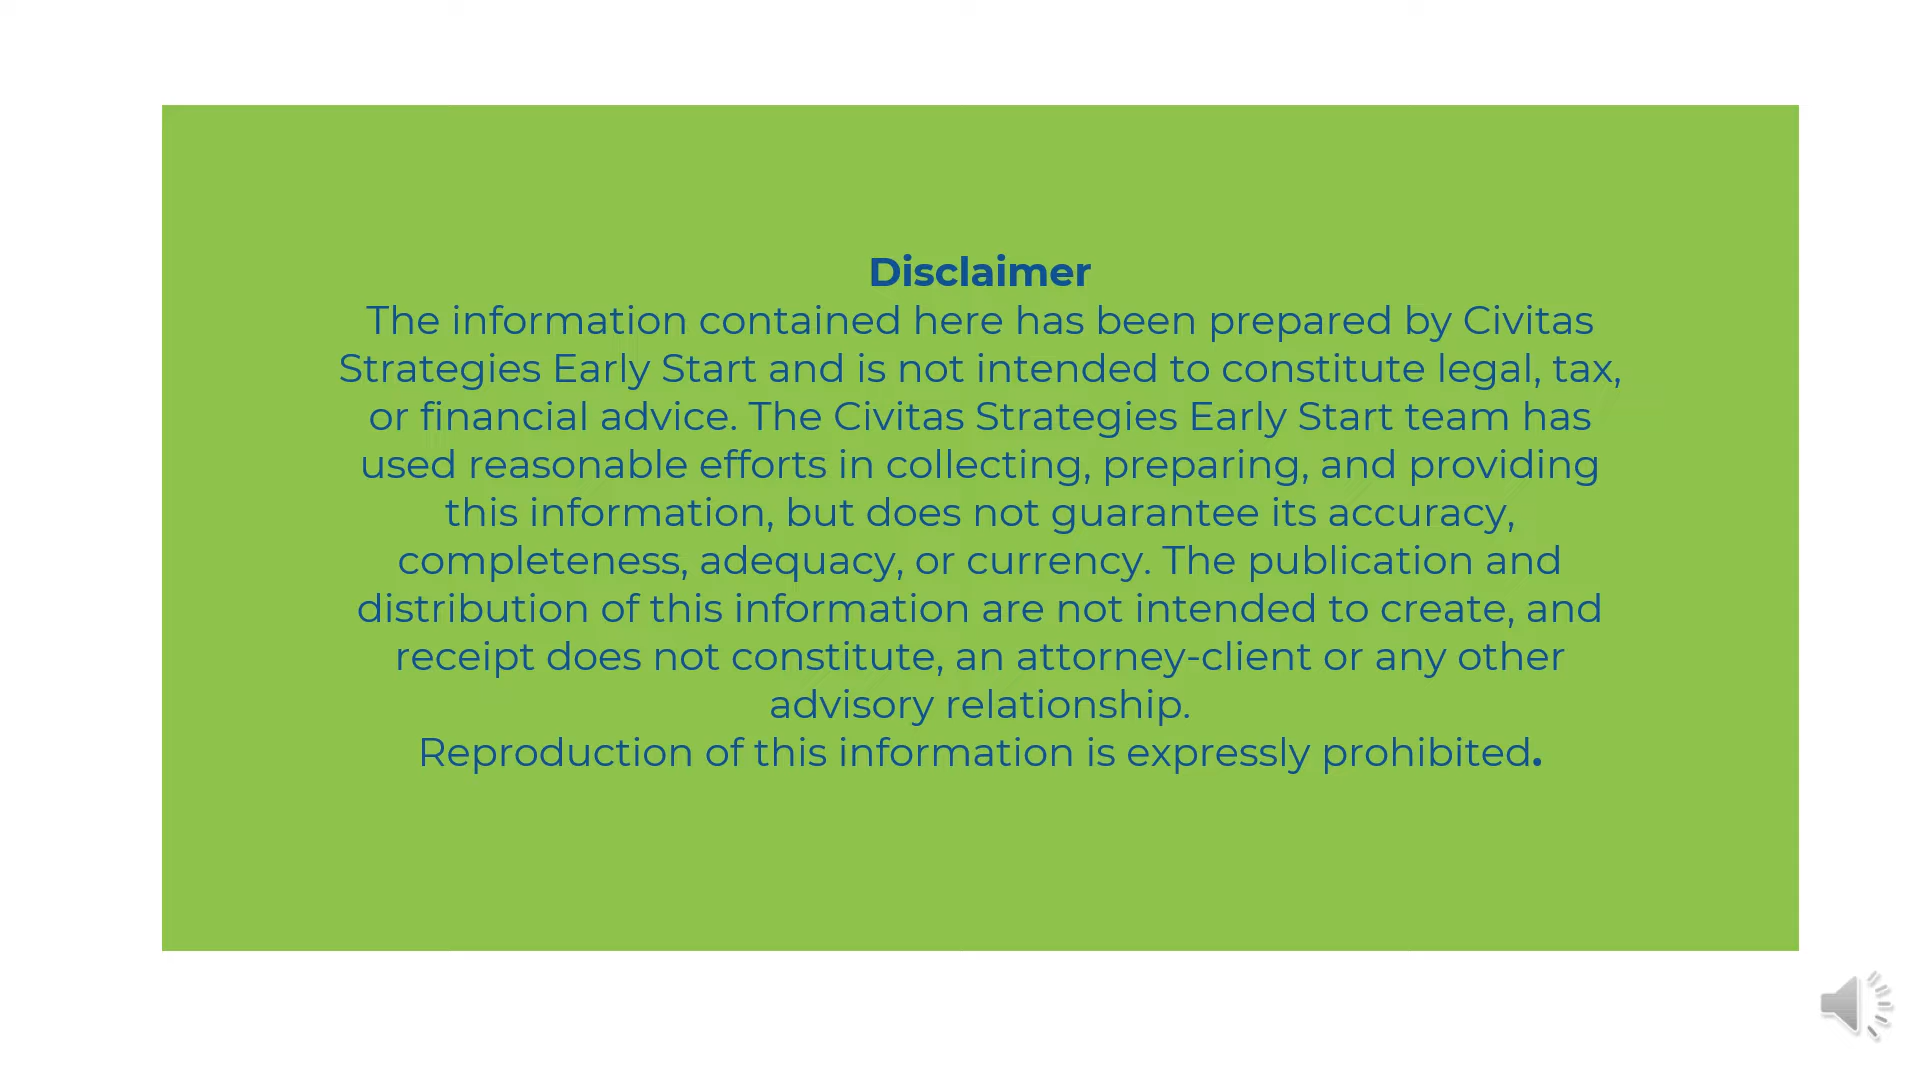 Disclaimer
The information contained here has been prepared by Civitas
Strategies Early Start and is not intended to constitute legal, tax,
or financial advice. The Civitas Strategies Early Start team has
used reasonable efforts in collecting, preparing, and providing
this information, but does not guarantee its accuracy,
completeness, adequacy, or currency. The publication and
distribution of this information are not intended to create, and
receipt does not constitute, an attorney-client or any other
advisory relationship.
Reproduction of this information is expressly prohibited.